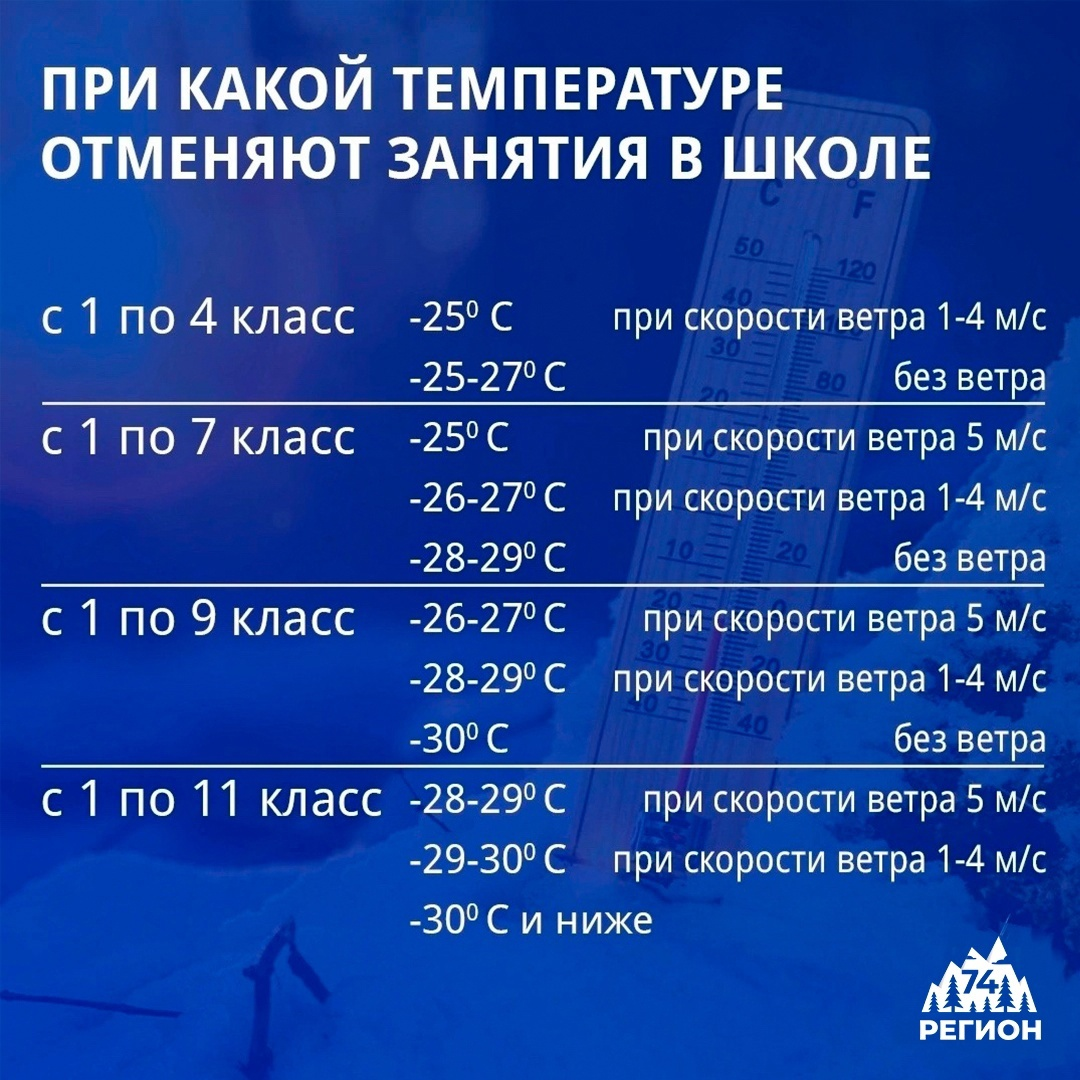 ПРИ КАКОЙ ТЕМПЕРАТУРЕ
ОТМЕНЯЮТ ЗАНЯТИЯ В ШКОЛЕ
с 1 по 4 класс -25⁰ С при скорости ветра 1-4 м/с
-25-27⁰ С без ветра
с 1 по 7 класс -25⁰ С при скорости ветра 5 м/с
-26-27⁰ С при скорости ветра 1-4 м/с
-28-29⁰ С без ветра
с 1 по 9 класс -26-27⁰ С при скорости ветра 5 м/с
-28-29⁰ С при скорости ветра 1-4 м/с
-30⁰ С без ветра
с 1 по 11 класс -28-29⁰ С при скорости ветра 5 м/с
-29-30⁰ С при скорости ветра 1-4 м/с
-30⁰ С и ниже
74
РЕГИОН